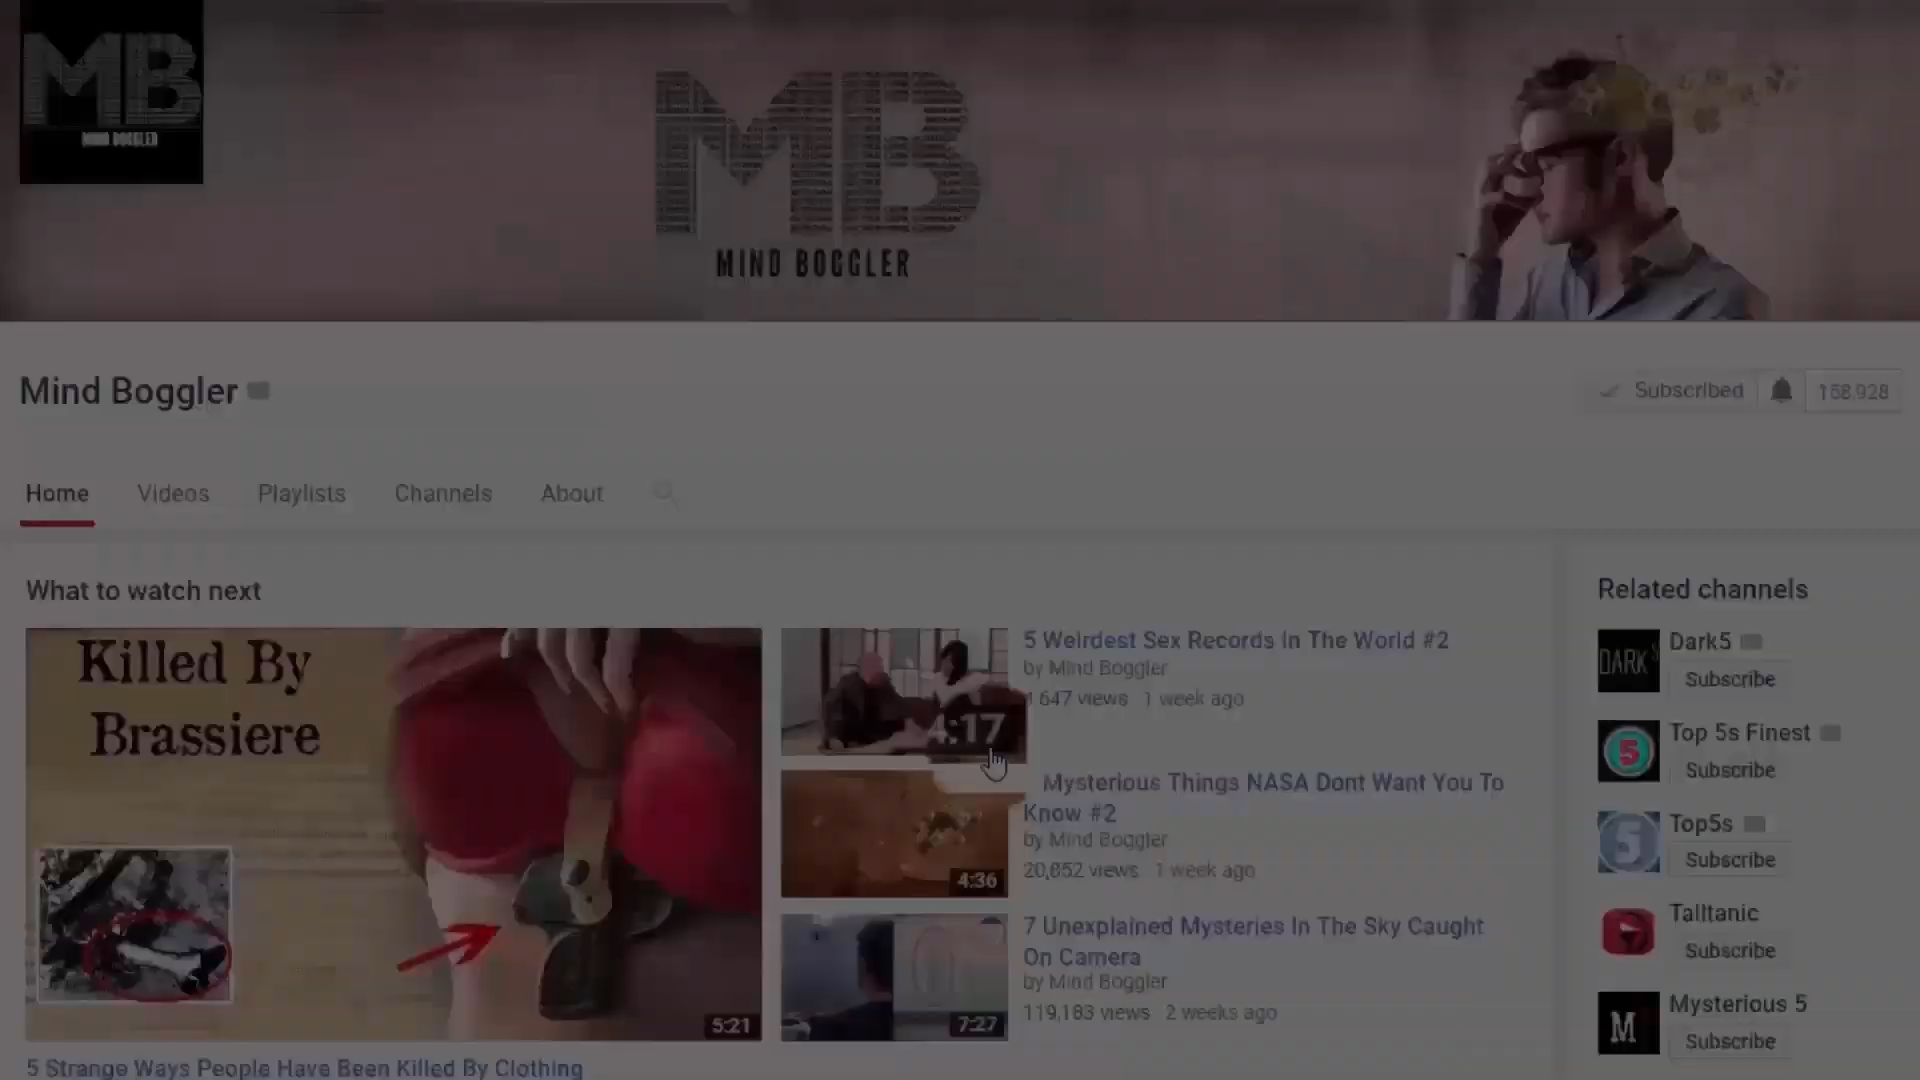 MB
MIND BOGGLER
MB
MIND BOGGLER
Mind Boggler
Subscribed 158,928
Home Videos Playlists Channels About
What to watch next
Killed By
Brassiere
5:21
5 Strange Ways People Have Been Killed By Clothing
4:17
5 Weirdest Sex Records In The World #2
by Mind Boggler
647 views 1 week ago
4:36
Mysterious Things NASA Dont Want You To
Know #2
by Mind Boggler
20,852 views 1 week ago
7:27
7 Unexplained Mysteries In The Sky Caught
On Camera
by Mind Boggler
119,183 views 2 weeks ago
Related channels
DARK 5
Dark5
Subscribe
5
Top 5s Finest
Subscribe
5
Top5s
Subscribe
Talltanic
Subscribe
M
Mysterious 5
Subscribe